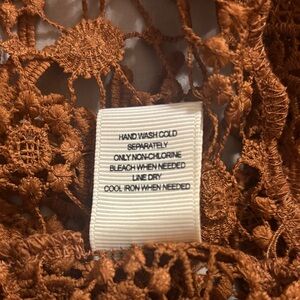 HAND WASH COLD
SEPARATELY
ONLY NON-CHLORINE
BLEACH WHEN NEEDED
LINE DRY
COOL IRON WHEN NEEDED